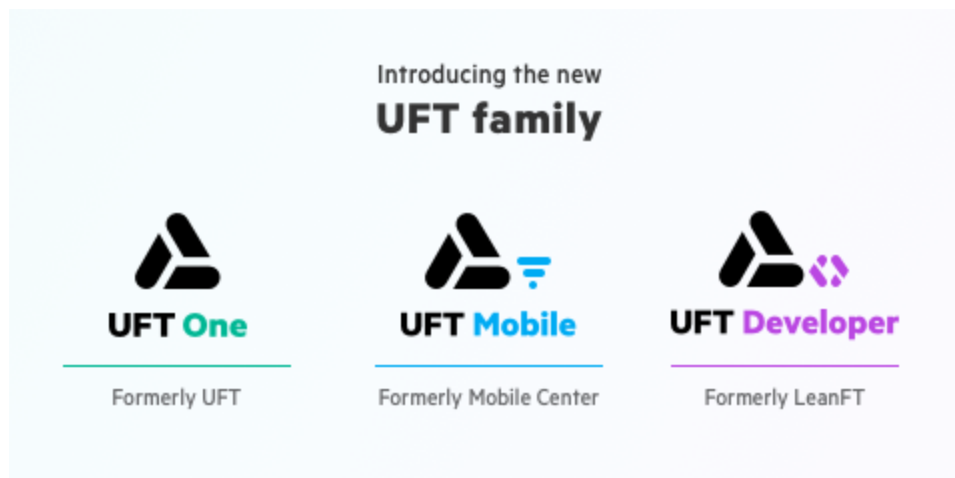 Introducing the new
UFT family
UFT One
Formerly UFT
UFT Mobile
Formerly Mobile Center
UFT Developer
Formerly LeanFT